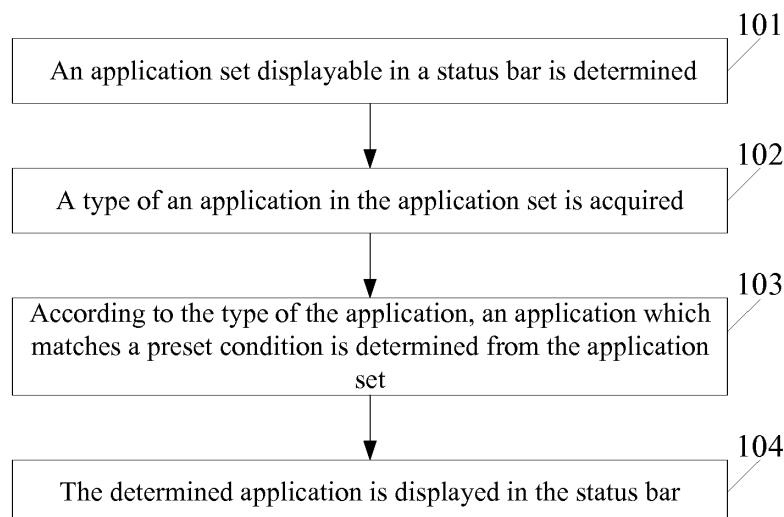 101
An application set displayable in a status bar is determined
102
A type of an application in the application set is acquired
103
According to the type of the application, an application which
matches a preset condition is determined from the application
set
104
The determined application is displayed in the status bar